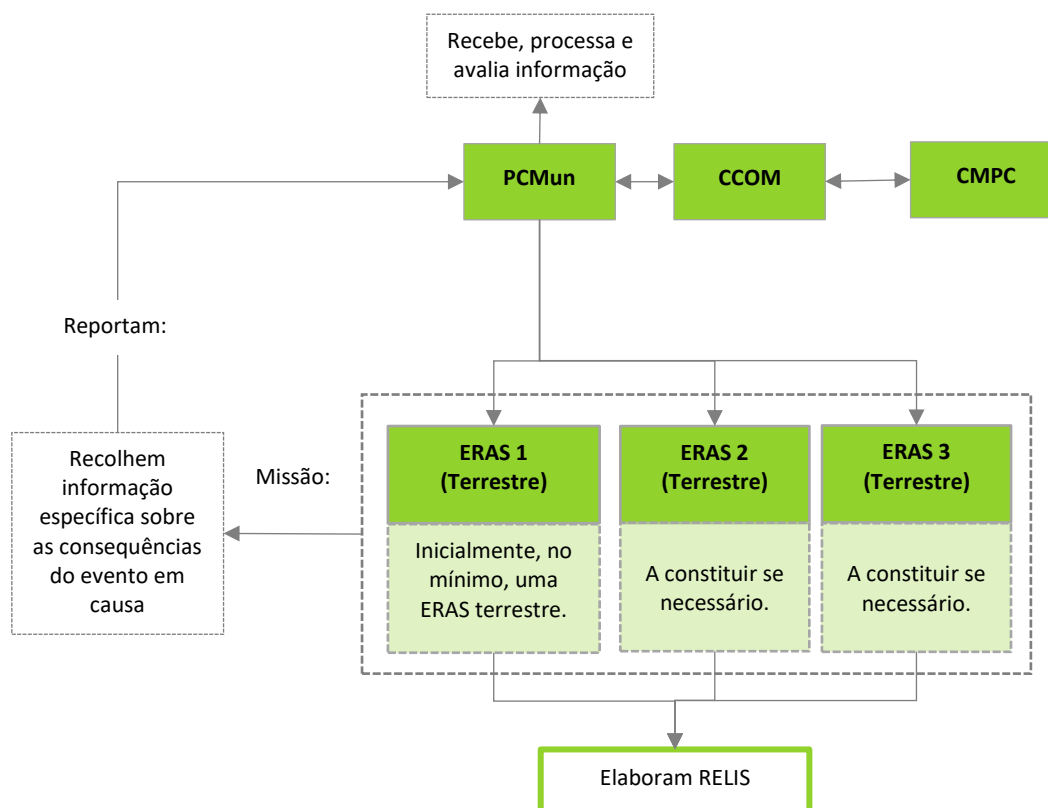 Recebe, processa e
avalia informação
PCMun
CCOM
CMPC
Reportam:
Recolhem
informação
específica sobre
as consequências
do evento em
causa
Missão:
ERAS 1
(Terrestre)
Inicialmente, no
mínimo, uma
ERAS terrestre.
ERAS 2
(Terrestre)
A constituir se
necessário.
ERAS 3
(Terrestre)
A constituir se
necessário.
Elaboram RELIS